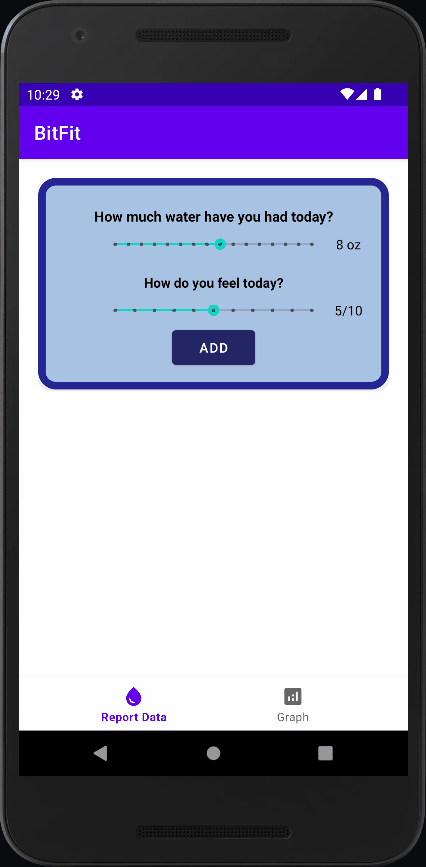 10:29
BitFit
How much water have you had today?
8 oz
How do you feel today?
5/10
ADD
Report Data
Graph